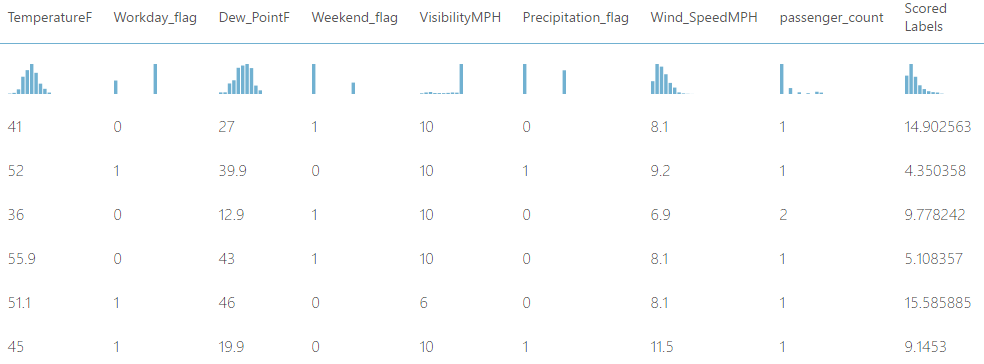 TemperatureF Workday_flag Dew_PointF Weekend_flag VisibilityMPH Precipitation_flag Wind_SpeedMPH passenger_count Scored Labels
41 0 27 1 10 0 8.1 1 14.902563
52 1 39.9 0 10 1 9.2 1 4.350358
36 0 12.9 1 10 0 6.9 2 9.778242
55.9 0 43 1 10 0 8.1 1 5.108357
51.1 1 46 0 6 0 8.1 1 15.585885
45 1 19.9 0 10 1 11.5 1 9.1453